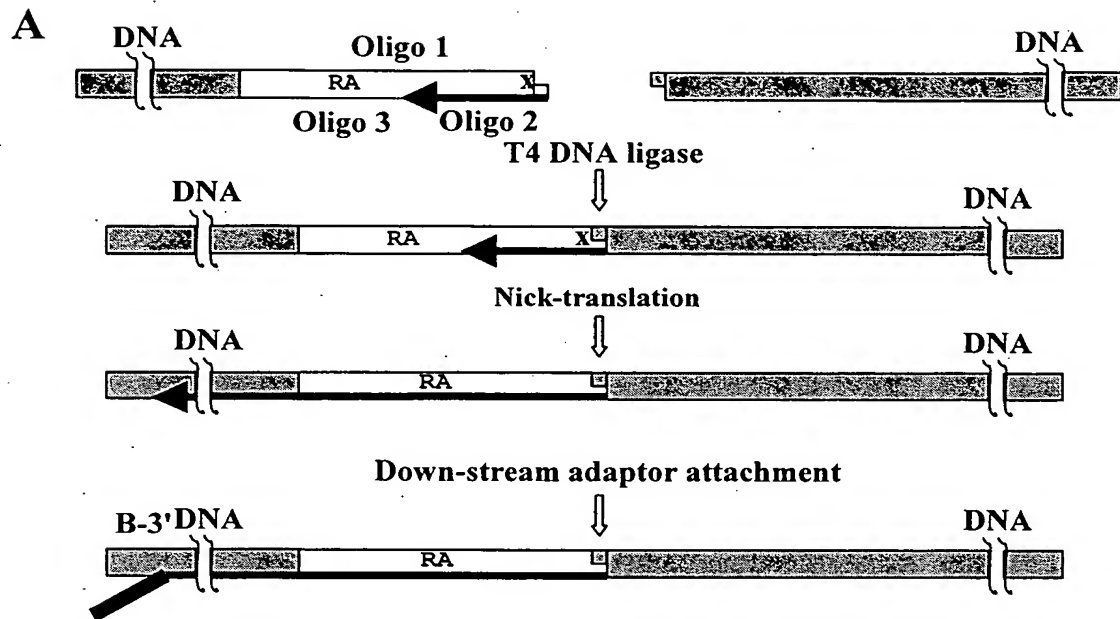 A
DNA Oligo 1 DNA
RA X
Oligo 3 Oligo 2
T4 DNA ligase
DNA DNA
RA X
Nick-translation
DNA DNA
RA
Down-stream adaptor attachment
B-3' DNA DNA
RA